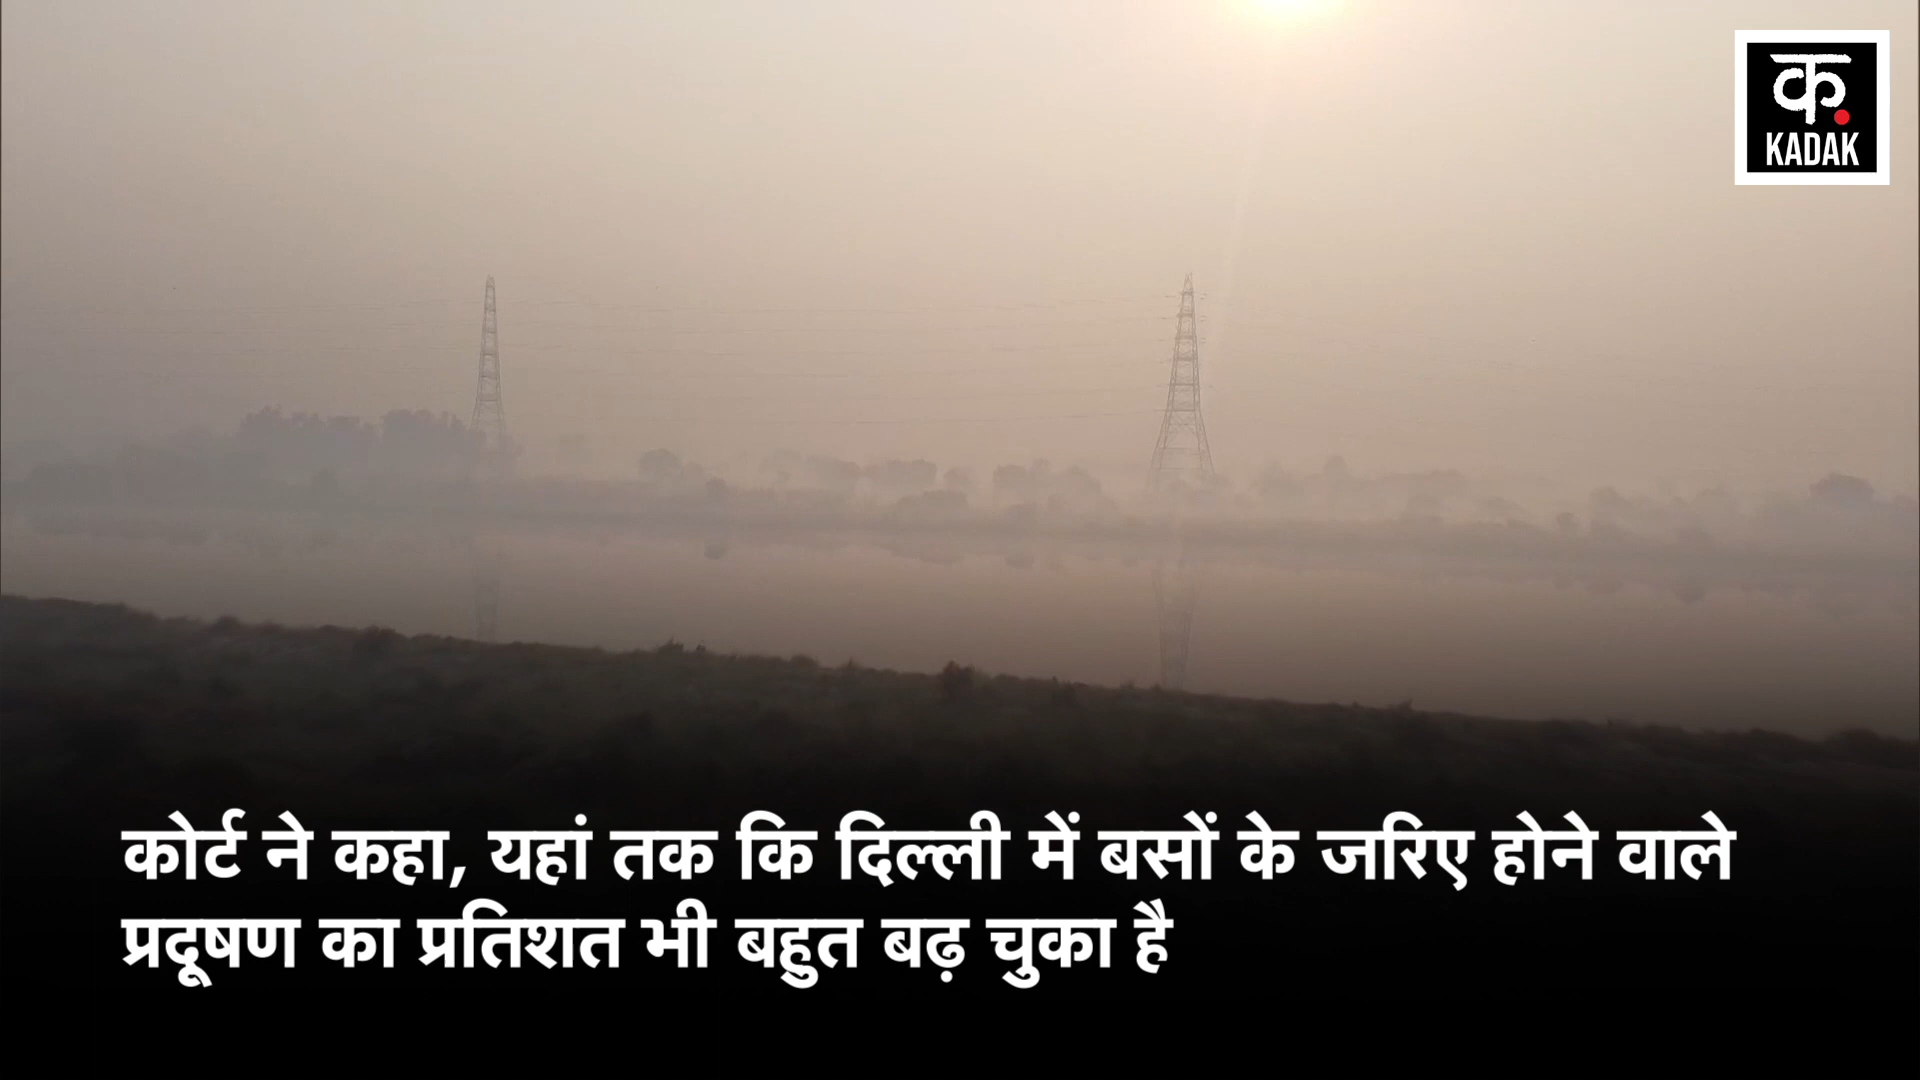 क
KADAK
कोर्ट ने कहा, यहां तक कि दिल्ली में बसों के जरिए होने वाले
प्रदूषण का प्रतिशत भी बहुत बढ़ चुका है